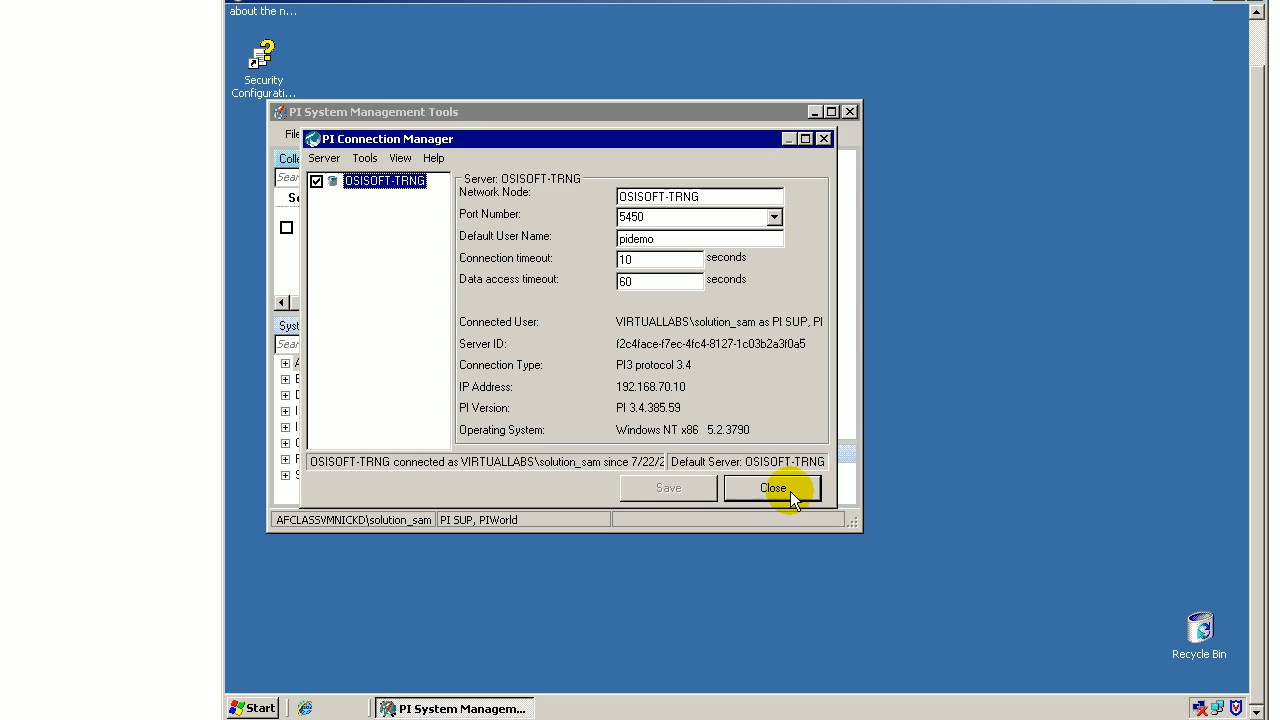 about the n...
Security
Configurati...
PI System Management Tools
File
PI Connection Manager
Server Tools View Help
Colle
Sear
Se
OSISOFT-TRNG
Server: OSISOFT-TRNG
Network Node: OSISOFT-TRNG
Port Number: 5450
Default User Name: pidemo
Connection timeout: 10 seconds
Data access timeout: 60 seconds
Connected User: VIRTUALLABS\solution_sam as PI SUP, PI
Server ID: f2c4face-f7ec-4fc4-8127-1c03b2a3f0a5
Connection Type: PI3 protocol 3.4
IP Address: 192.168.70.10
PI Version: PI 3.4.385.59
Operating System: Windows NT x86 5.2.3790
Syst
Sear
OSISOFT-TRNG connected as VIRTUALLABS\solution_sam since 7/22/2
Default Server: OSISOFT-TRNG
Save Close
AFCLASSVMNICKD\solution_sam PI SUP, PIWorld
Recycle Bin
Start PI System Managem...